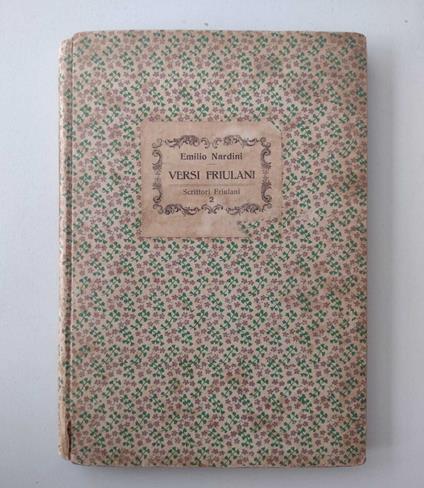 Emilio Nardini
VERSI FRIULANI
Scrittori Friulani
2